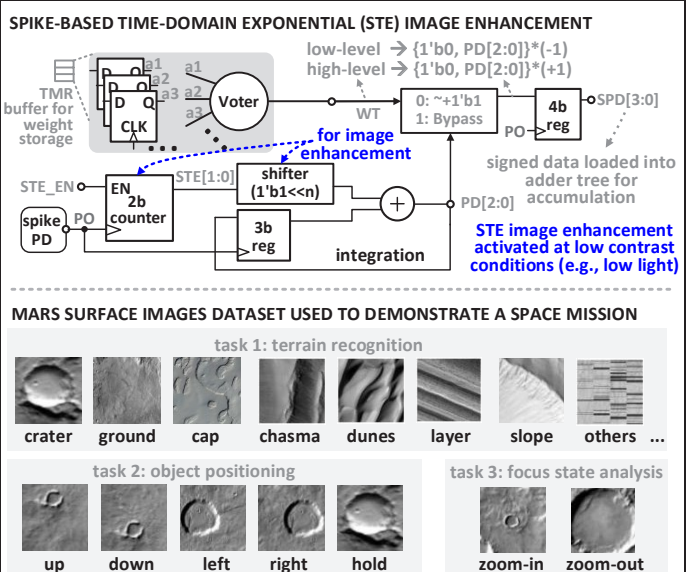 SPIKE-BASED TIME-DOMAIN EXPONENTIAL (STE) IMAGE ENHANCEMENT
low-level → {1'b0, PD[2:0]}*(-1)
high-level → {1'b0, PD[2:0]}*(+1)
TMR
buffer for
weight
storage
D Q
CLK
a1
a2
a3
a1
a2
a3
Voter
WT
0: ~+1'b1
1: Bypass
4b
reg
PO
SPD[3:0]
signed data loaded into
adder tree for
accumulation
for image
enhancement
STE_EN
EN
2b
counter
STE[1:0]
shifter
(1'b1<<n)
+
PD[2:0]
spike
PD
PO
3b
reg
integration
STE image enhancement
activated at low contrast
conditions (e.g., low light)
MARS SURFACE IMAGES DATASET USED TO DEMONSTRATE A SPACE MISSION
task 1: terrain recognition
crater ground cap chasma dunes layer slope others ...
task 2: object positioning
up down left right hold
task 3: focus state analysis
zoom-in zoom-out